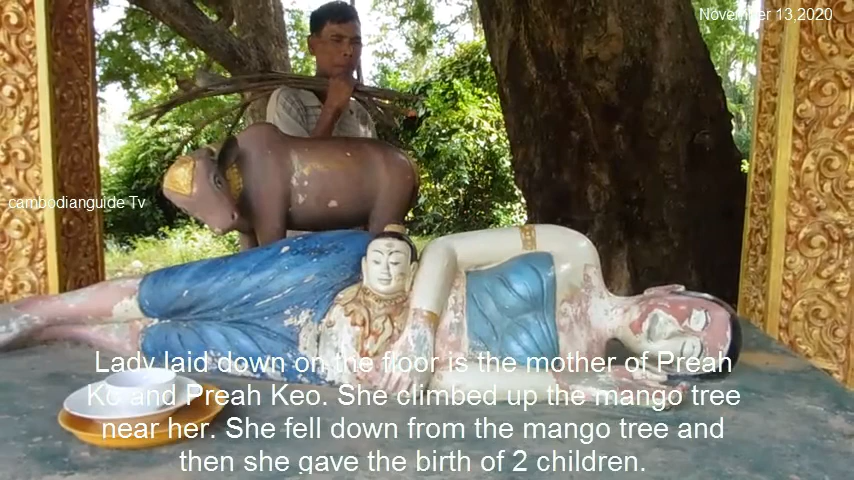 November 13,2020
cambodianguide Tv
Lady laid down on the floor is the mother of Preah
Ko and Preah Keo. She climbed up the mango tree
near her. She fell down from the mango tree and
then she gave the birth of 2 children.